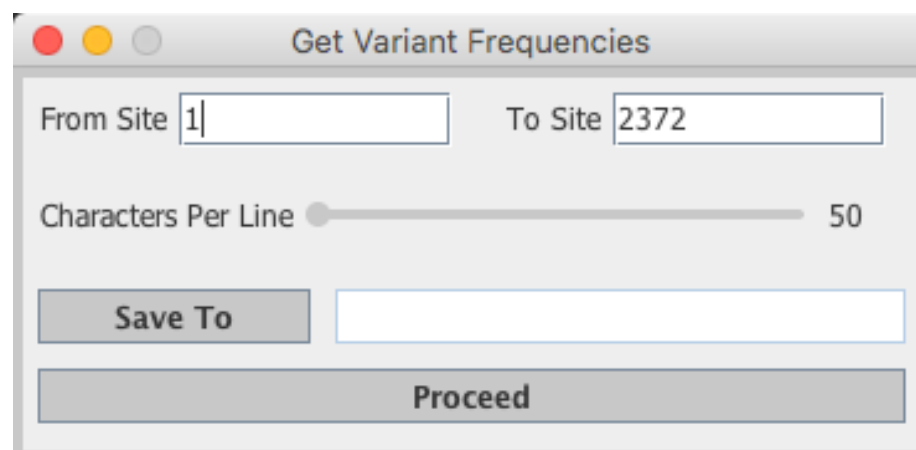 Get Variant Frequencies
From Site 1 To Site 2372
Characters Per Line 50
Save To
Proceed